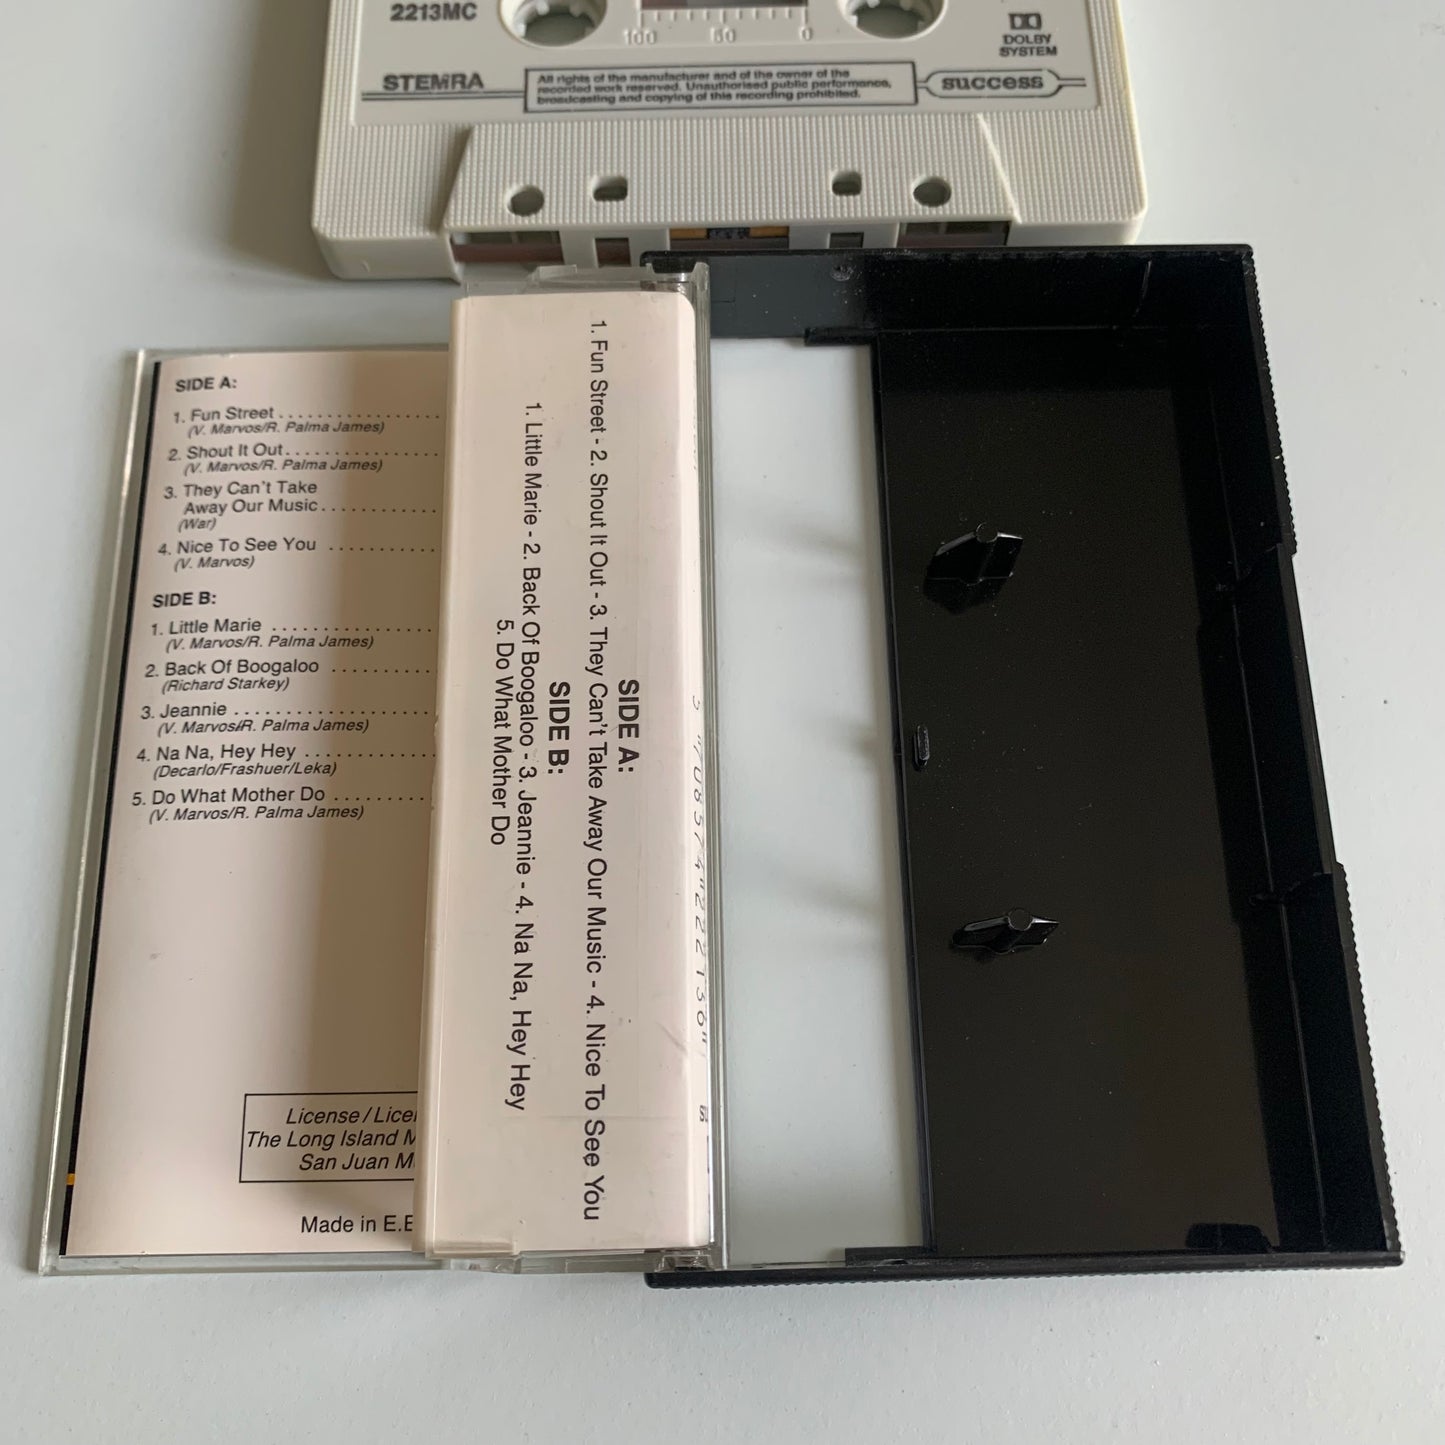 2213MC
100 50 0
DOLBY
SYSTEM
STEMRA
All rights of the manufacturer and of the owner of the
recorded work reserved. Unauthorised public performance,
broadcasting and copying of this recording prohibited.
success
SIDE A:
1. Fun Street
(V. Marvos/R. Palma James)
2. Shout It Out
(V. Marvos/R. Palma James)
3. They Can't Take
Away Our Music
(War)
4. Nice To See You
(V. Marvos)
SIDE B:
1. Little Marie
(V. Marvos/R. Palma James)
2. Back Of Boogaloo
(Richard Starkey)
3. Jeannie
(V. Marvos/R. Palma James)
4. Na Na, Hey Hey
(Decarlo/Frashuer/Leka)
5. Do What Mother Do
(V. Marvos/R. Palma James)
License/Lice
The Long Island M
San Juan M
Made in E.E
SIDE A:
1. Fun Street - 2. Shout It Out - 3. They Can't Take Away Our Music - 4. Nice To See You
SIDE B:
1. Little Marie - 2. Back Of Boogaloo - 3. Jeannie - 4. Na Na, Hey Hey
5. Do What Mother Do